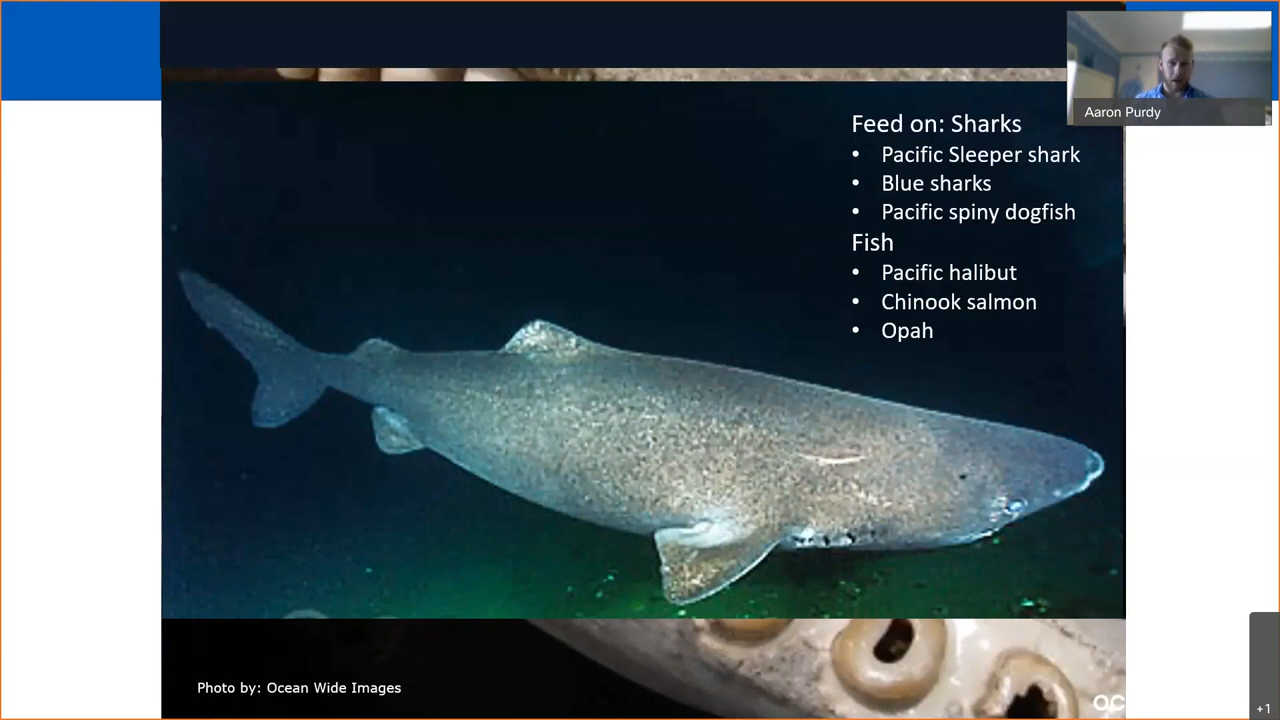 Feed on: Sharks
• Pacific Sleeper shark
• Blue sharks
• Pacific spiny dogfish
Fish
• Pacific halibut
• Chinook salmon
• Opah
Aaron Purdy
Photo by: Ocean Wide Images
OC
+1